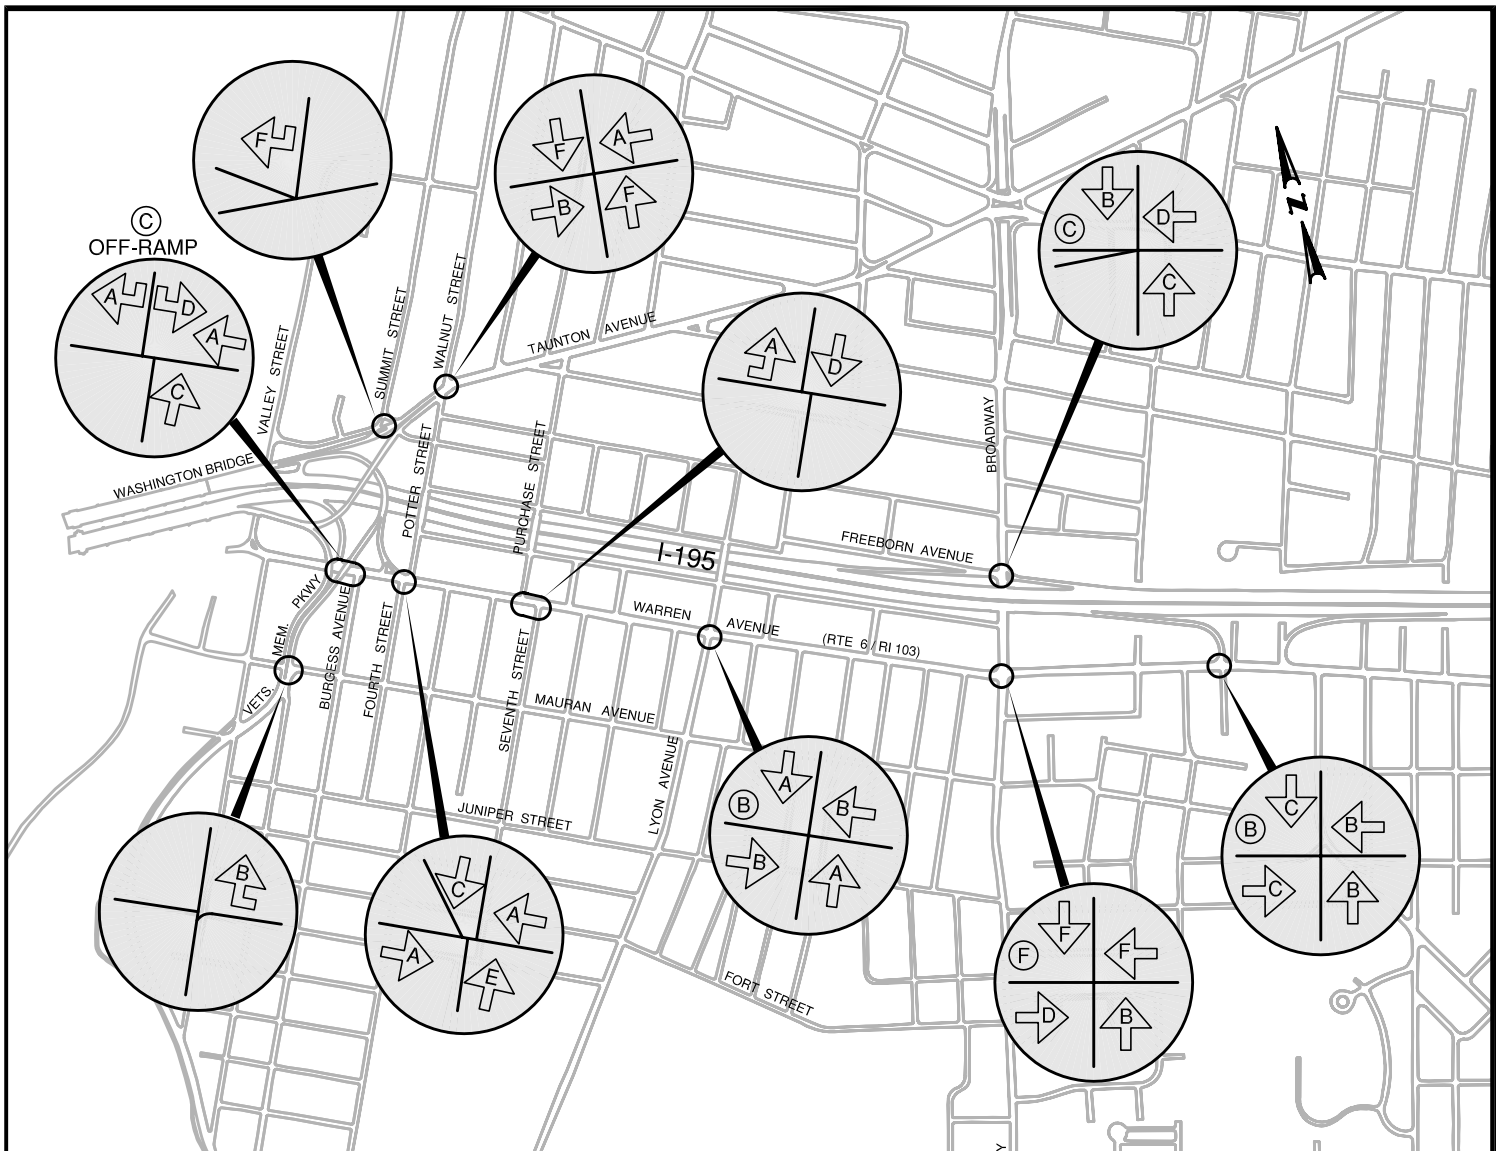 F
F
A
B
F
C
OFF-RAMP
A
D
A
C
B
D
C
C
N
VALLEY STREET
SUMMIT STREET
WALNUT STREET
TAUNTON AVENUE
A
D
WASHINGTON BRIDGE
POTTER STREET
PURCHASE STREET
BROADWAY
I-195
FREEBORN AVENUE
VETS. MEM. PKWY
BURGESS AVENUE
FOURTH STREET
SEVENTH STREET
WARREN AVENUE (RTE 6 / RI 103)
MAURAN AVENUE
LYON AVENUE
JUNIPER STREET
FORT STREET
B
C
A
A
E
B
A
B
B
A
F
F
F
D
B
B
C
B
C
B
Y